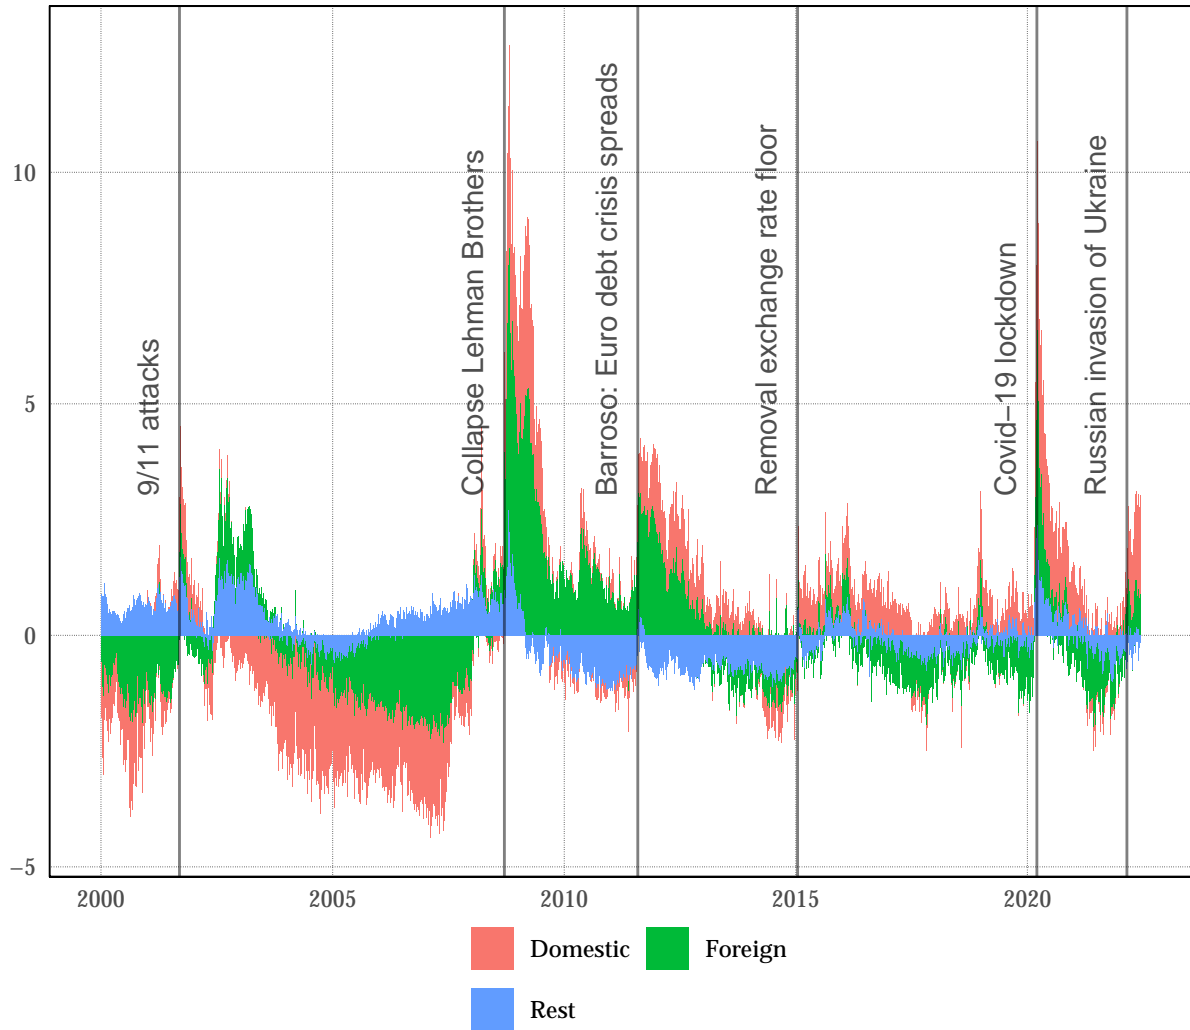 10
5
0
−5
9/11 attacks
Collapse Lehman Brothers
Barroso: Euro debt crisis spreads
Removal exchange rate floor
Covid−19 lockdown
Russian invasion of Ukraine
2000 2005 2010 2015 2020
Domestic Foreign
Rest